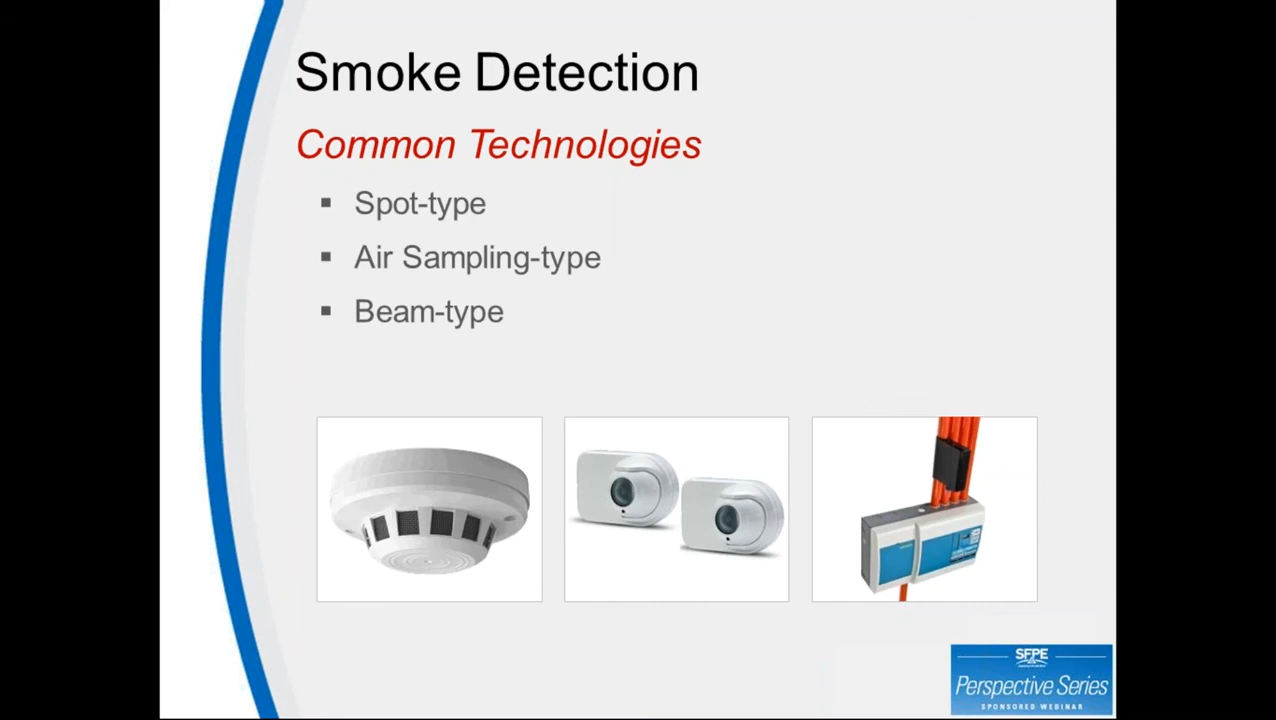 Smoke Detection
Common Technologies
▪ Spot-type
▪ Air Sampling-type
▪ Beam-type
SFPE
Perspective Series
SPONSORED WEBINAR